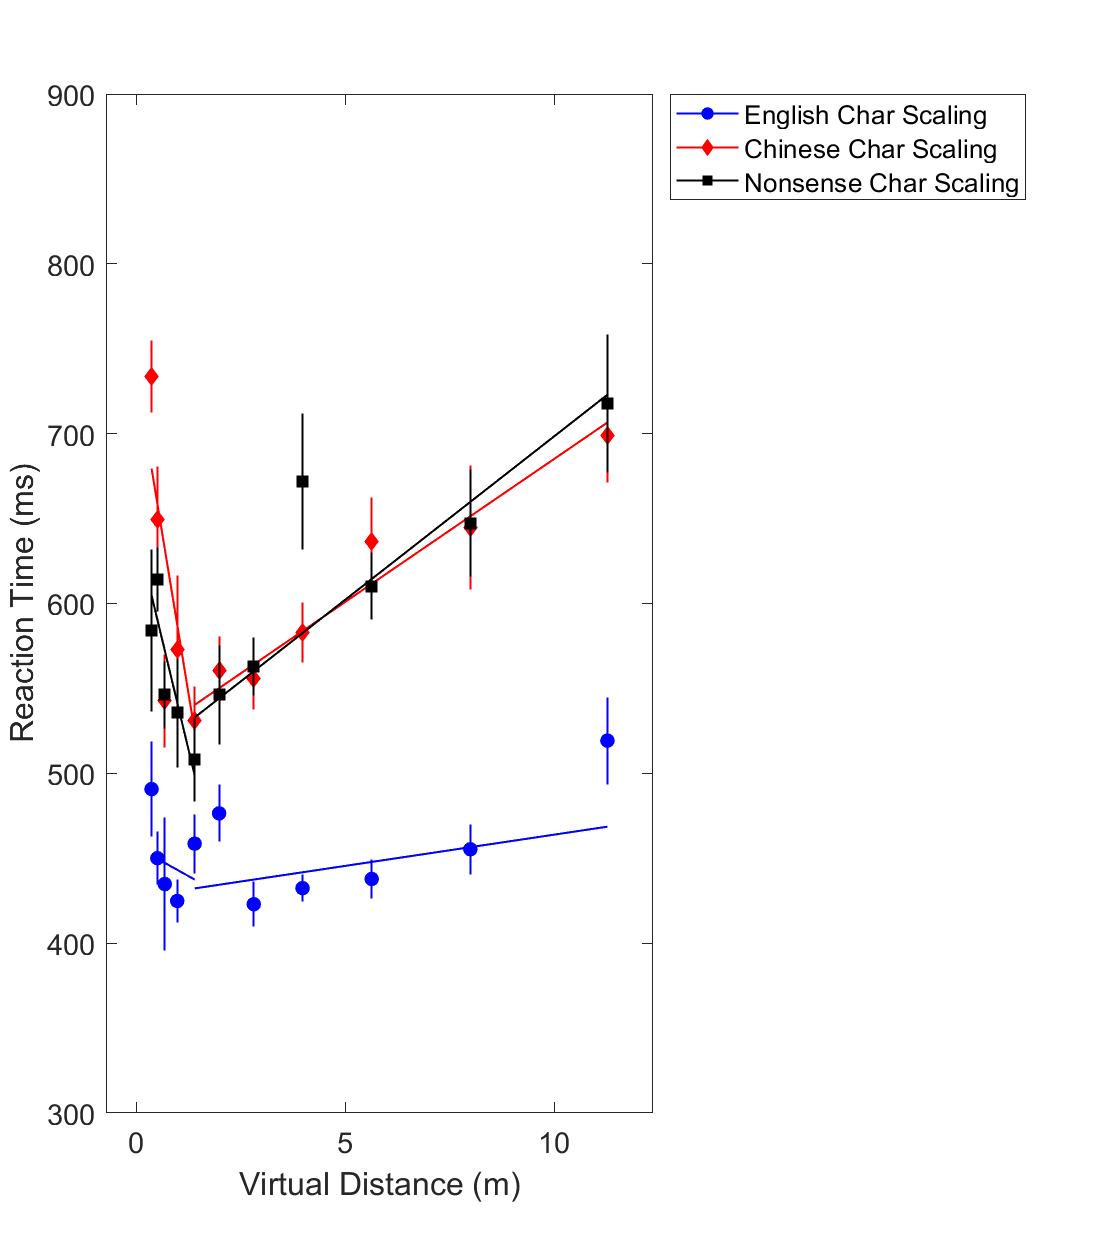 900
800
700
600
500
400
300
0 5 10
Virtual Distance (m)
Reaction Time (ms)
English Char Scaling
Chinese Char Scaling
Nonsense Char Scaling